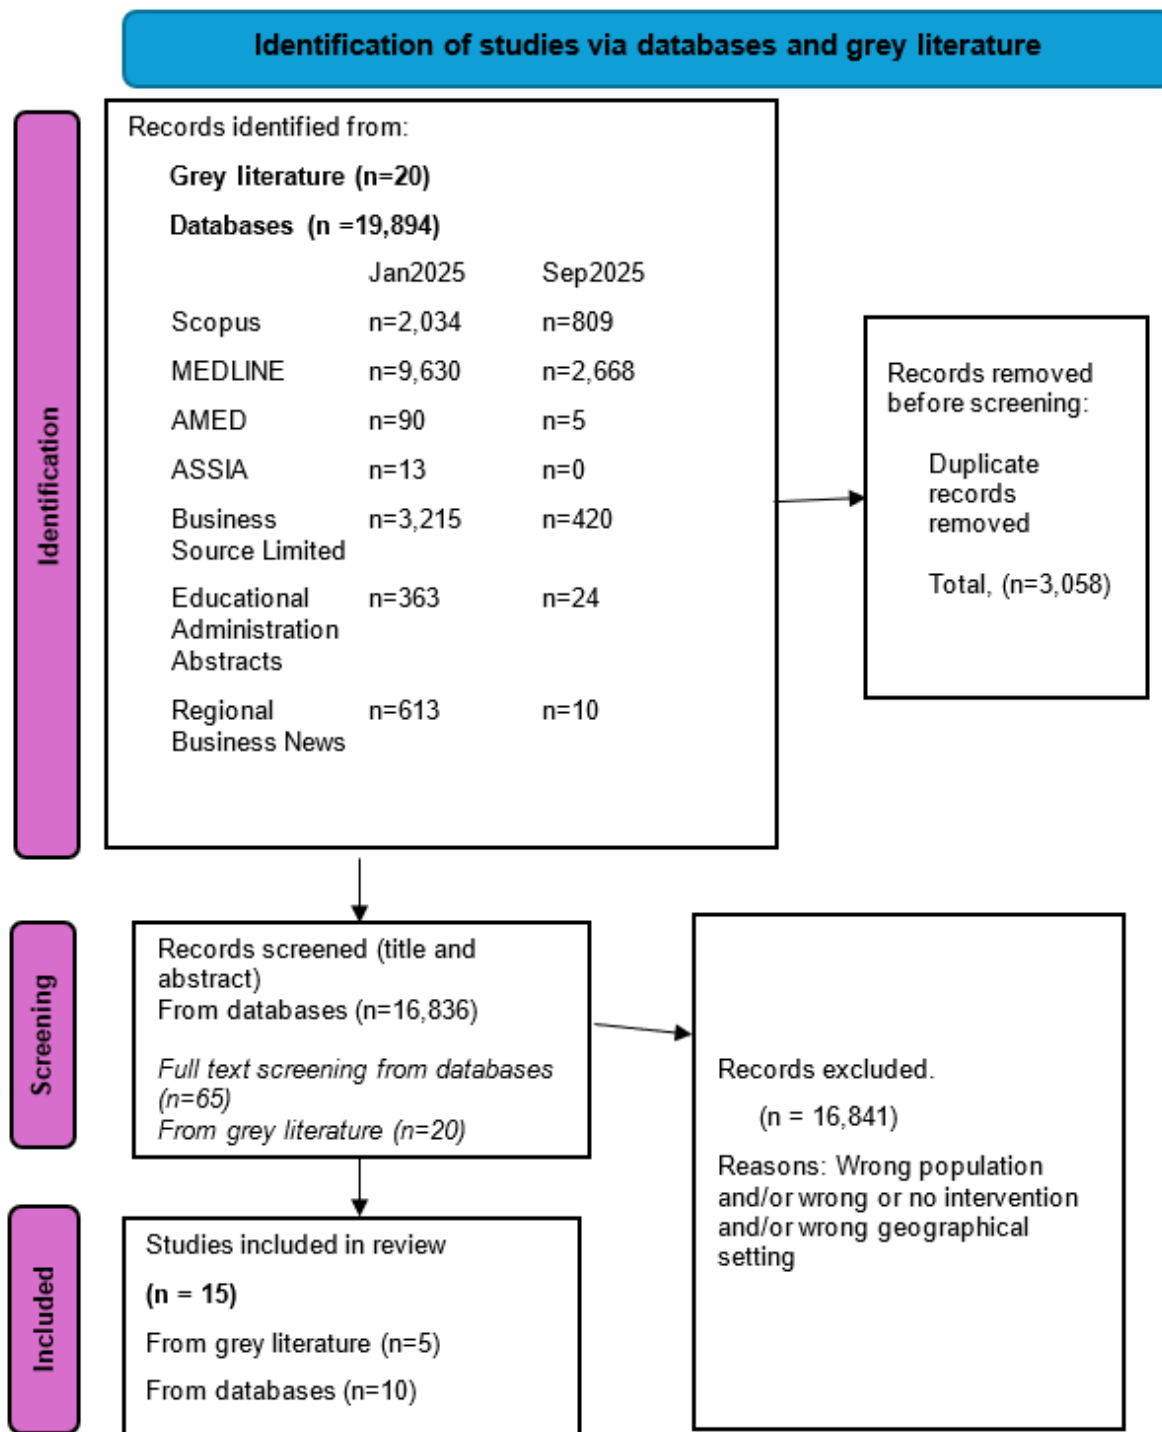 Identification of studies via databases and grey literature
Identification
Records identified from:
Grey literature (n=20)
Databases (n =19,894)
Jan2025 Sep2025
Scopus n=2,034 n=809
MEDLINE n=9,630 n=2,668
AMED n=90 n=5
ASSIA n=13 n=0
Business n=3,215 n=420
Source Limited
Educational n=363 n=24
Administration
Abstracts
Regional n=613 n=10
Business News
Records removed
before screening:
Duplicate
records
removed
Total, (n=3,058)
Screening
Records screened (title and
abstract)
From databases (n=16,836)
Full text screening from databases
(n=65)
From grey literature (n=20)
Records excluded.
(n = 16,841)
Reasons: Wrong population
and/or wrong or no intervention
and/or wrong geographical
setting
Included
Studies included in review
(n = 15)
From grey literature (n=5)
From databases (n=10)